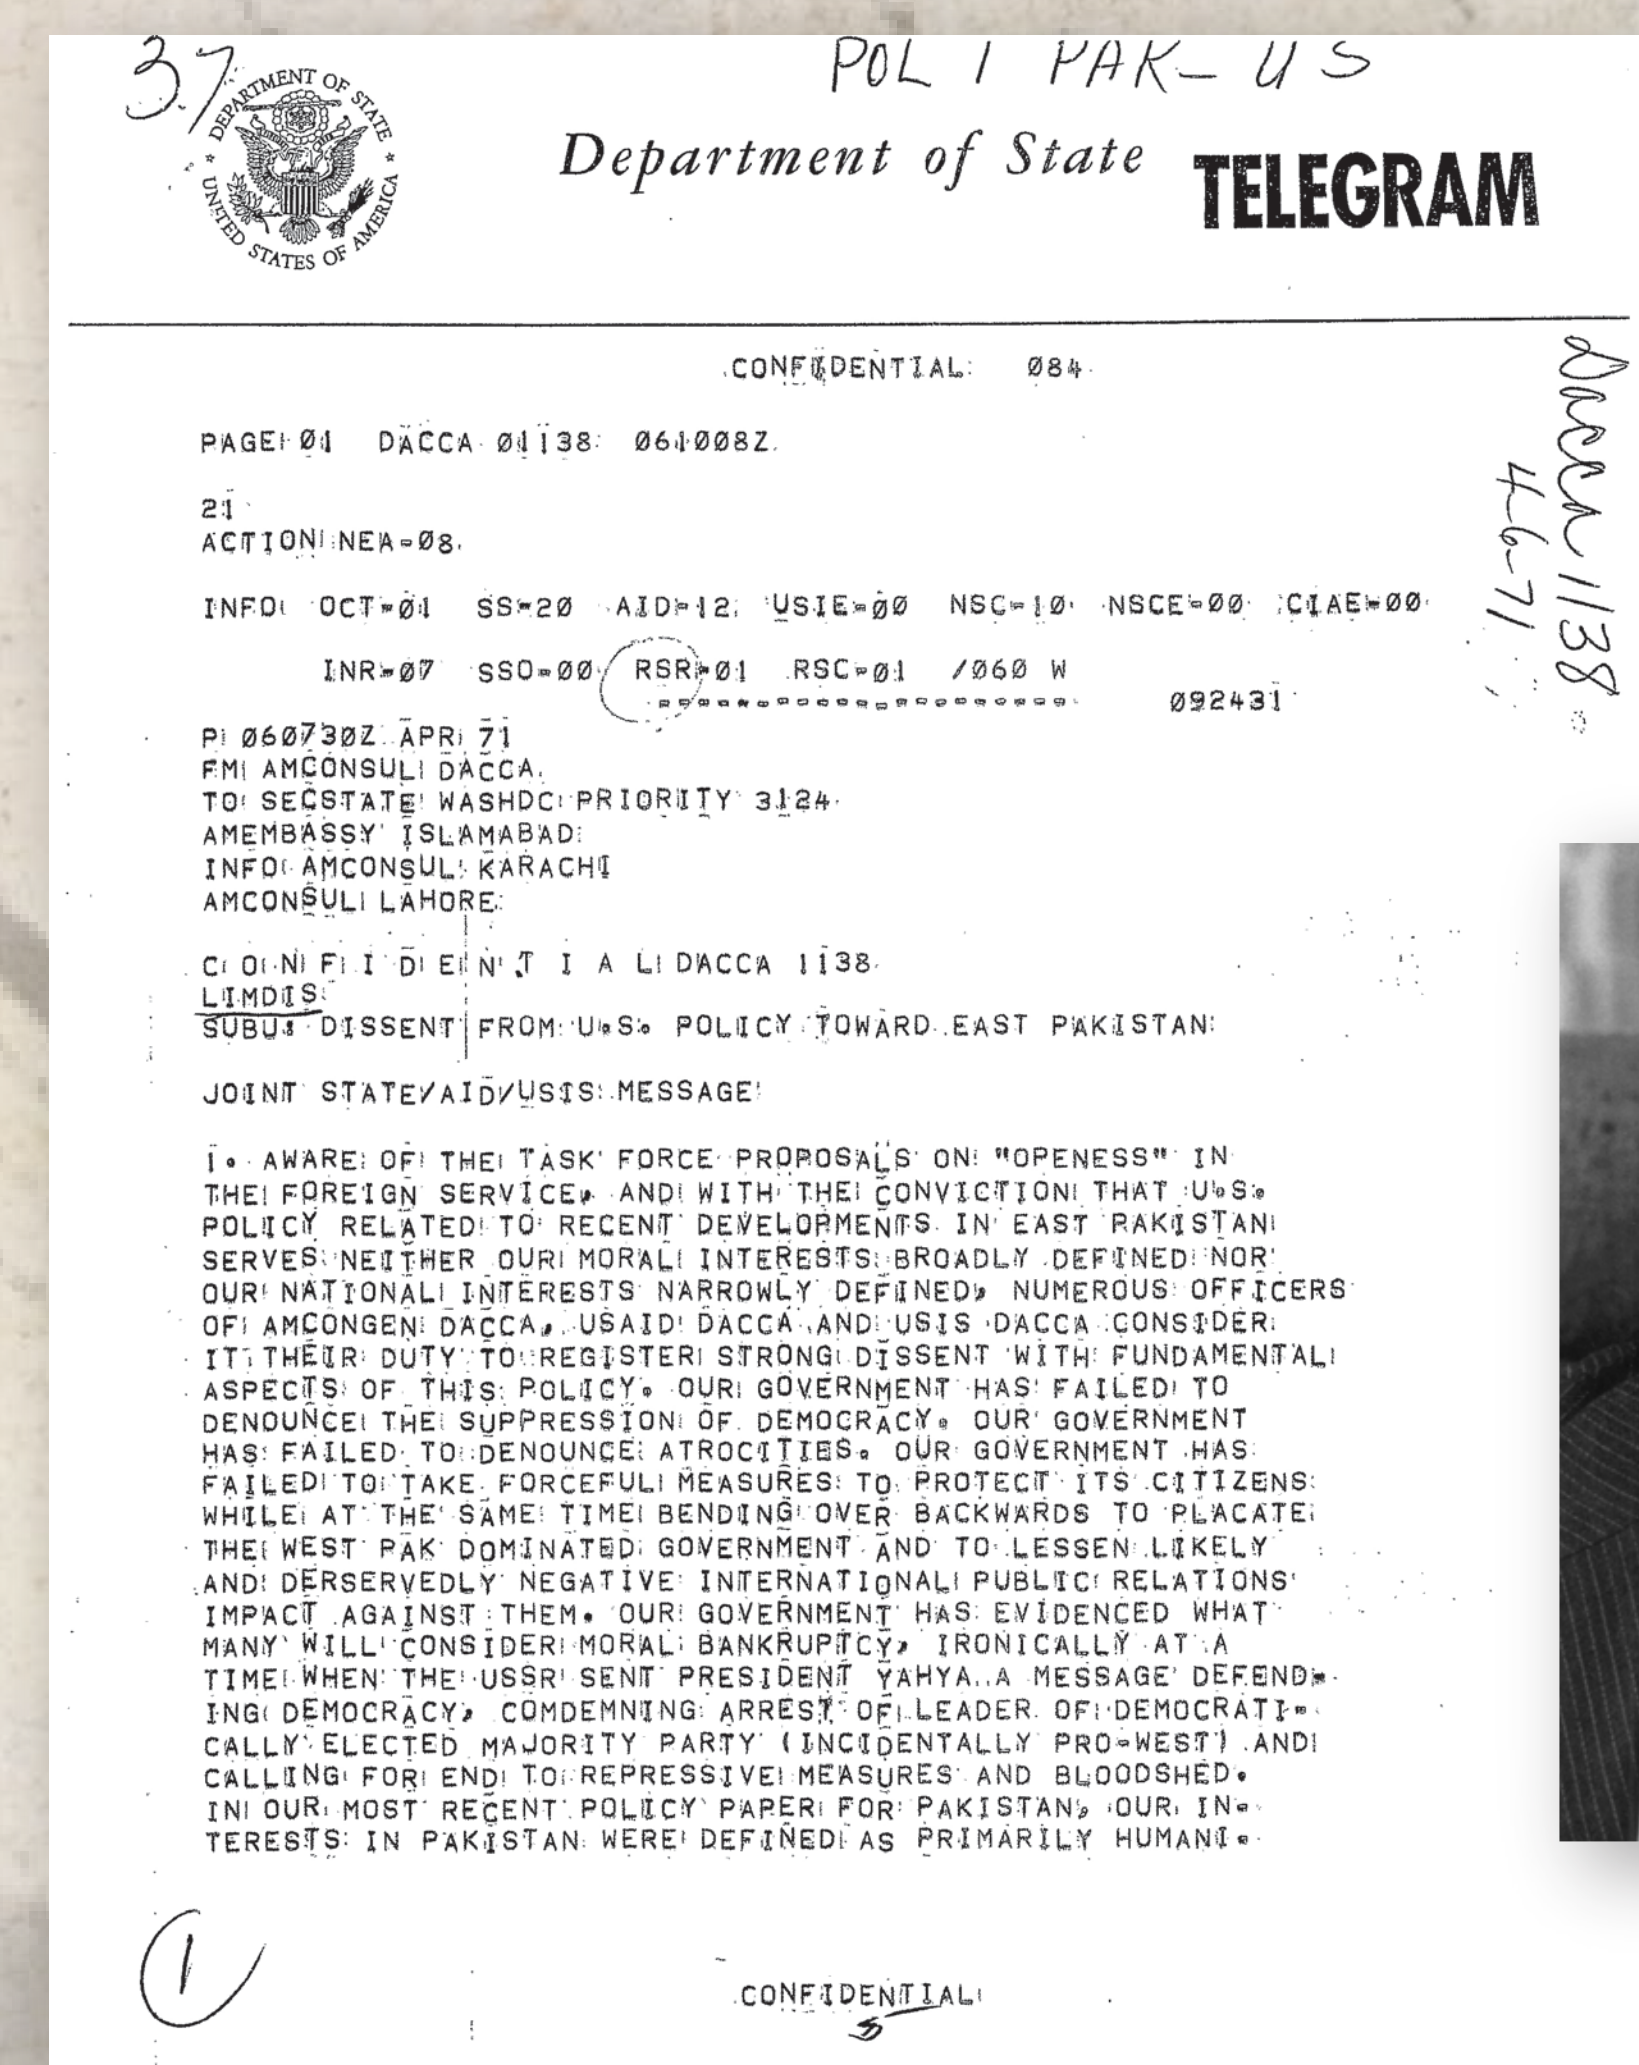 37
POL 1 PAK-US
DEPARTMENT OF STATE
UNITED STATES OF AMERICA
Department of State TELEGRAM
CONFIDENTIAL 084
Dacca 1138
4-6-71
PAGE 01 DACCA 01138 061008Z
21
ACTION NEA-08
INFO OCT-01 SS-20 AID-12 USIE-00 NSC-10 NSCE-00 CIAE-00
INR-07 SSO-00 RSR-01 RSC-01 /060 W
092431
P 060730Z APR 71
FM AMCONSUL DACCA
TO SECSTATE WASHDC PRIORITY 3124
AMEMBASSY ISLAMABAD
INFO AMCONSUL KARACHI
AMCONSUL LAHORE
C O N F I D E N T I A L DACCA 1138
LIMDIS
SUBJ: DISSENT FROM U.S. POLICY TOWARD EAST PAKISTAN
JOINT STATE/AID/USIS MESSAGE
1. AWARE OF THE TASK FORCE PROPOSALS ON "OPENESS" IN
THE FOREIGN SERVICE, AND WITH THE CONVICTION THAT U.S.
POLICY RELATED TO RECENT DEVELOPMENTS IN EAST PAKISTAN
SERVES NEITHER OUR MORAL INTERESTS BROADLY DEFINED NOR
OUR NATIONAL INTERESTS NARROWLY DEFINED, NUMEROUS OFFICERS
OF AMCONGEN DACCA, USAID DACCA AND USIS DACCA CONSIDER
IT THEIR DUTY TO REGISTER STRONG DISSENT WITH FUNDAMENTAL
ASPECTS OF THIS POLICY. OUR GOVERNMENT HAS FAILED TO
DENOUNCE THE SUPPRESSION OF DEMOCRACY. OUR GOVERNMENT
HAS FAILED TO DENOUNCE ATROCITIES. OUR GOVERNMENT HAS
FAILED TO TAKE FORCEFUL MEASURES TO PROTECT ITS CITIZENS
WHILE AT THE SAME TIME BENDING OVER BACKWARDS TO PLACATE
THE WEST PAK DOMINATED GOVERNMENT AND TO LESSEN LIKELY
AND DERSERVEDLY NEGATIVE INTERNATIONAL PUBLIC RELATIONS
IMPACT AGAINST THEM. OUR GOVERNMENT HAS EVIDENCED WHAT
MANY WILL CONSIDER MORAL BANKRUPTCY, IRONICALLY AT A
TIME WHEN THE USSR SENT PRESIDENT YAHYA A MESSAGE DEFEND-
ING DEMOCRACY, COMDEMNING ARREST OF LEADER OF DEMOCRATI-
CALLY ELECTED MAJORITY PARTY (INCIDENTALLY PRO-WEST) AND
CALLING FOR END TO REPRESSIVE MEASURES AND BLOODSHED.
IN OUR MOST RECENT POLICY PAPER FOR PAKISTAN, OUR IN-
TERESTS IN PAKISTAN WERE DEFINED AS PRIMARILY HUMANI-
1
CONFIDENTIAL